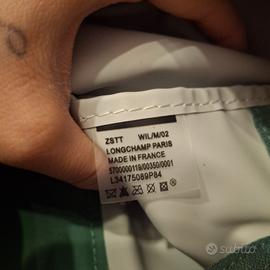 ZSTT WIL/M/02
LONGCHAMP PARIS
MADE IN FRANCE
5700000119/00350/0001
L34175089P84
®
subito